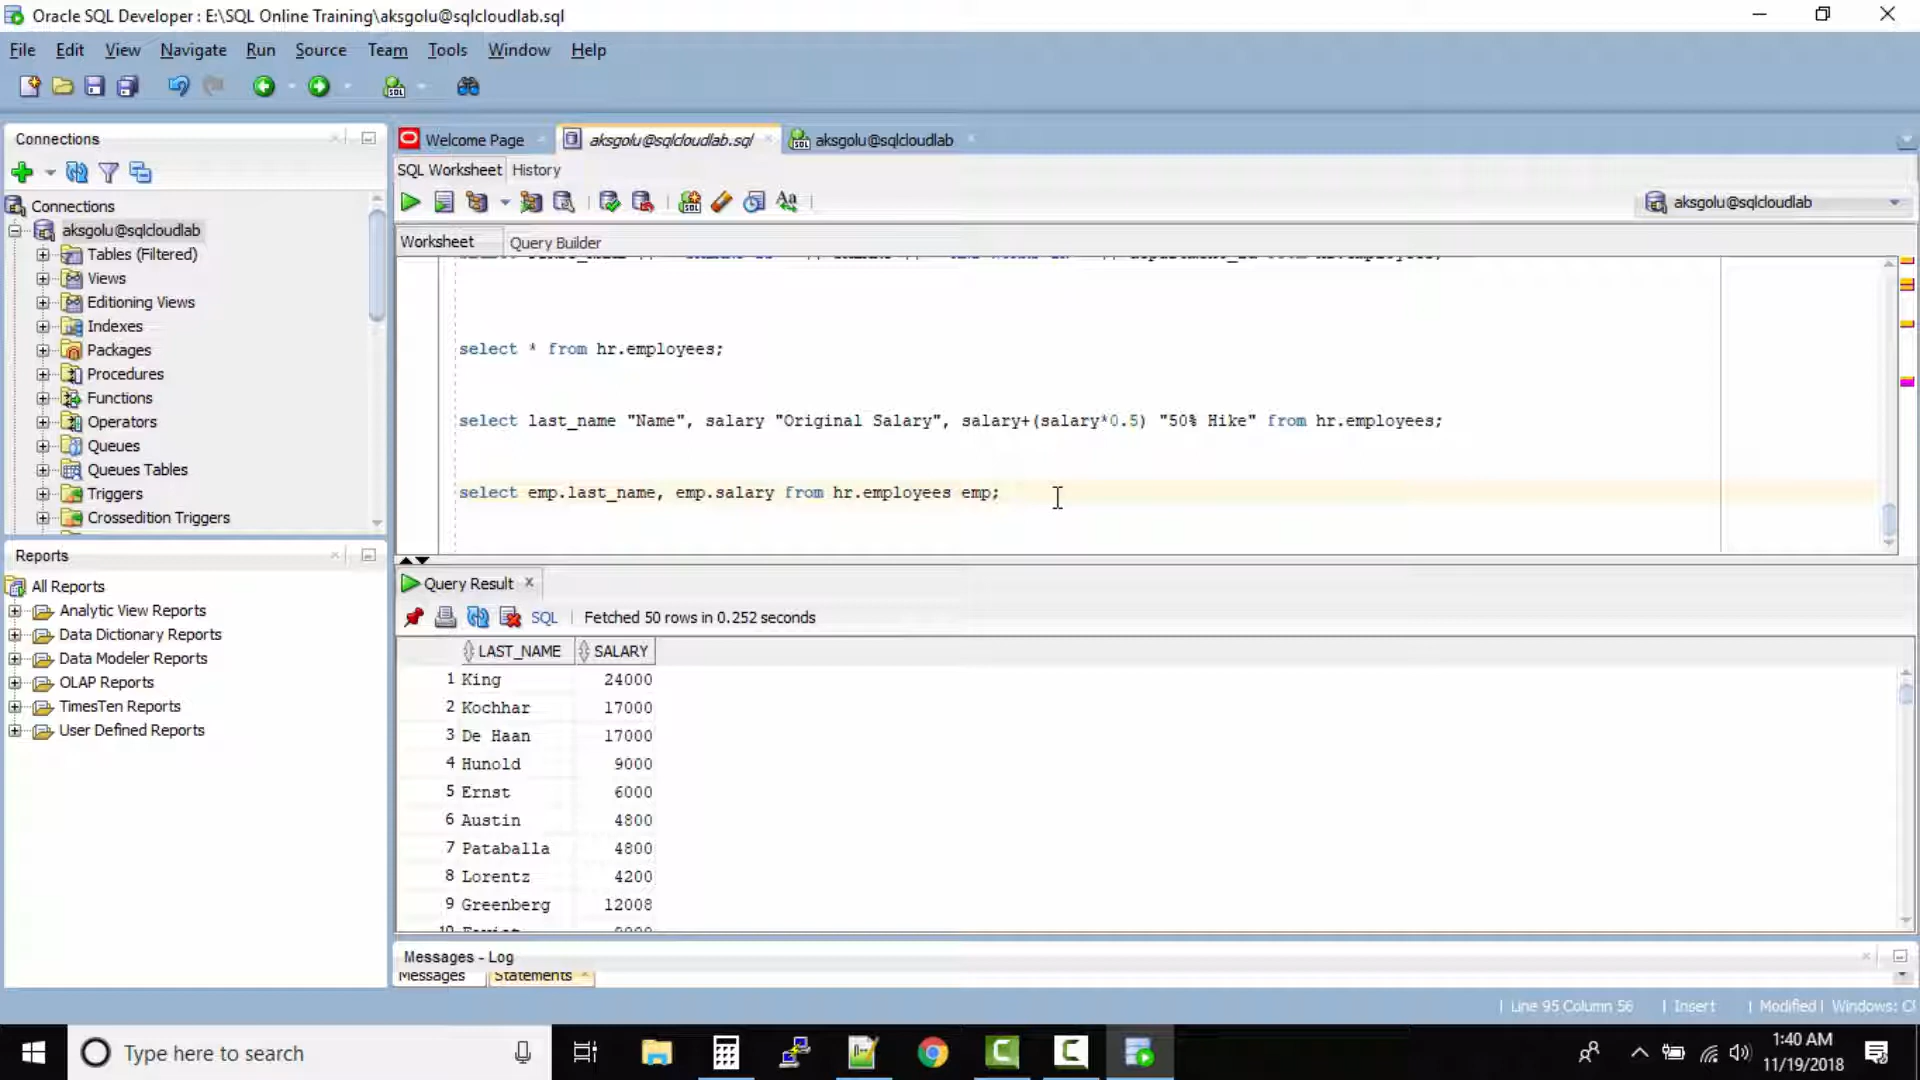 Oracle SQL Developer : E:\SQL Online Training\aksgolu@sqlcloudlab.sql
File Edit View Navigate Run Source Team Tools Window Help
Connections
Welcome Page
aksgolu@sqlcloudlab.sql
aksgolu@sqlcloudlab
SQL Worksheet History
aksgolu@sqlcloudlab
Worksheet Query Builder
Connections
aksgolu@sqlcloudlab
Tables (Filtered)
Views
Editioning Views
Indexes
Packages
Procedures
Functions
Operators
Queues
Queues Tables
Triggers
Crossedition Triggers
select * from hr.employees;
select last_name "Name", salary "Original Salary", salary+(salary*0.5) "50% Hike" from hr.employees;
select emp.last_name, emp.salary from hr.employees emp;
Reports
All Reports
Analytic View Reports
Data Dictionary Reports
Data Modeler Reports
OLAP Reports
TimesTen Reports
User Defined Reports
Query Result
SQL Fetched 50 rows in 0.252 seconds
LAST_NAME SALARY
1 King 24000
2 Kochhar 17000
3 De Haan 17000
4 Hunold 9000
5 Ernst 6000
6 Austin 4800
7 Pataballa 4800
8 Lorentz 4200
9 Greenberg 12008
Messages - Log
Messages Statements
Line 95 Column 56 Insert Modified Windows:
Type here to search
1:40 AM
11/19/2018